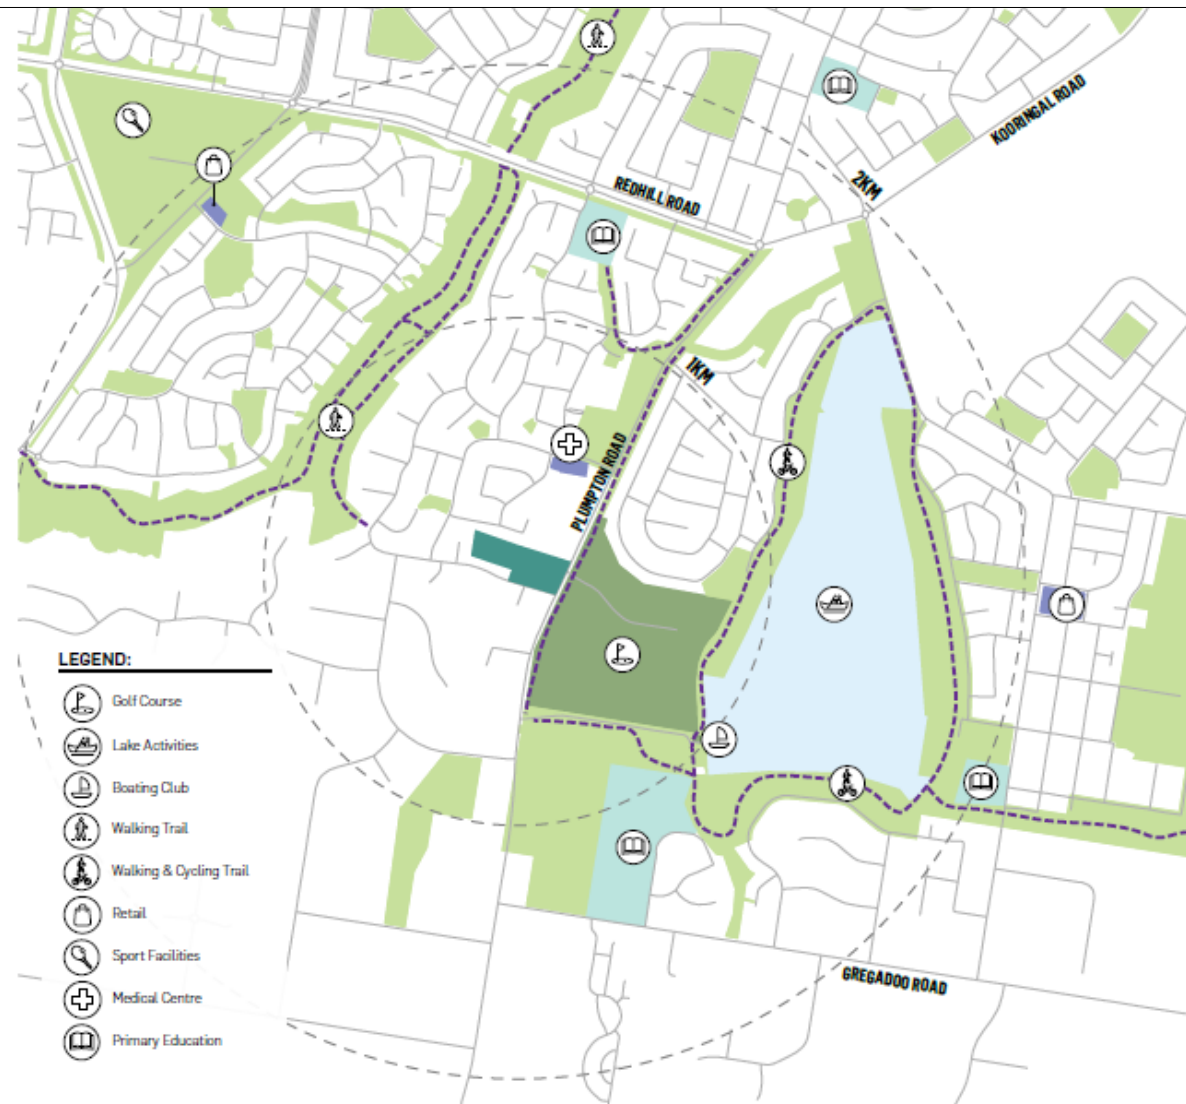 KOORINGAL ROAD
2KM
REDHILL ROAD
1KM
PLUMPTON ROAD
LEGEND:
Golf Course
Lake Activities
Boating Club
Walking Trail
Walking & Cycling Trail
Retail
Sport Facilities
Medical Centre
Primary Education
GREGADOO ROAD